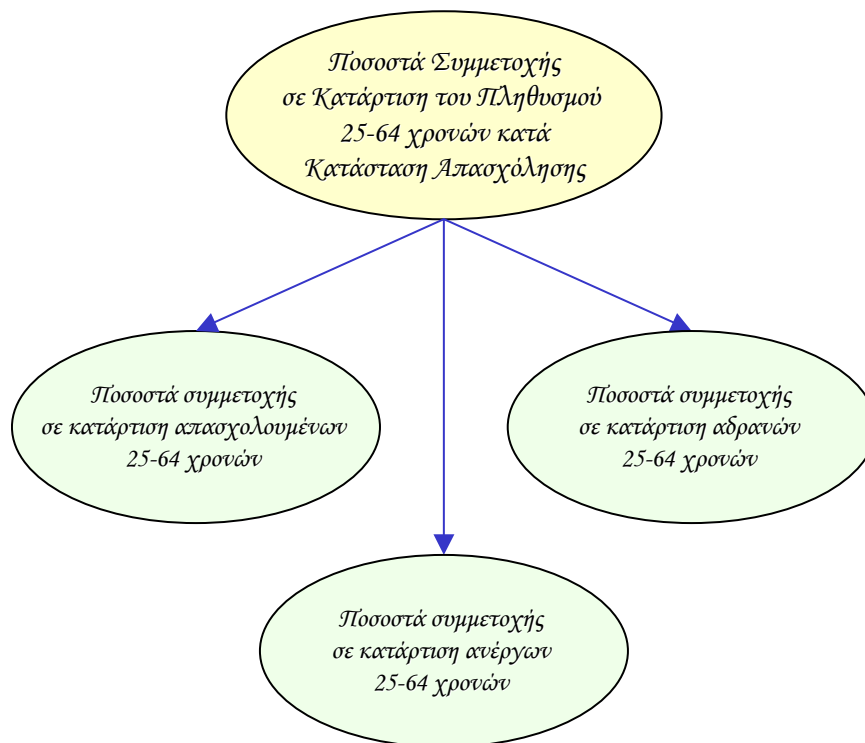 Ποσοστά Συμμετοχής
σε Κατάρτιση του Πληθυσμού
25-64 χρονών κατά
Κατάσταση Απασχόλησης
Ποσοστά συμμετοχής
σε κατάρτιση απασχολουμένων
25-64 χρονών
Ποσοστά συμμετοχής
σε κατάρτιση αδρανών
25-64 χρονών
Ποσοστά συμμετοχής
σε κατάρτιση ανέργων
25-64 χρονών